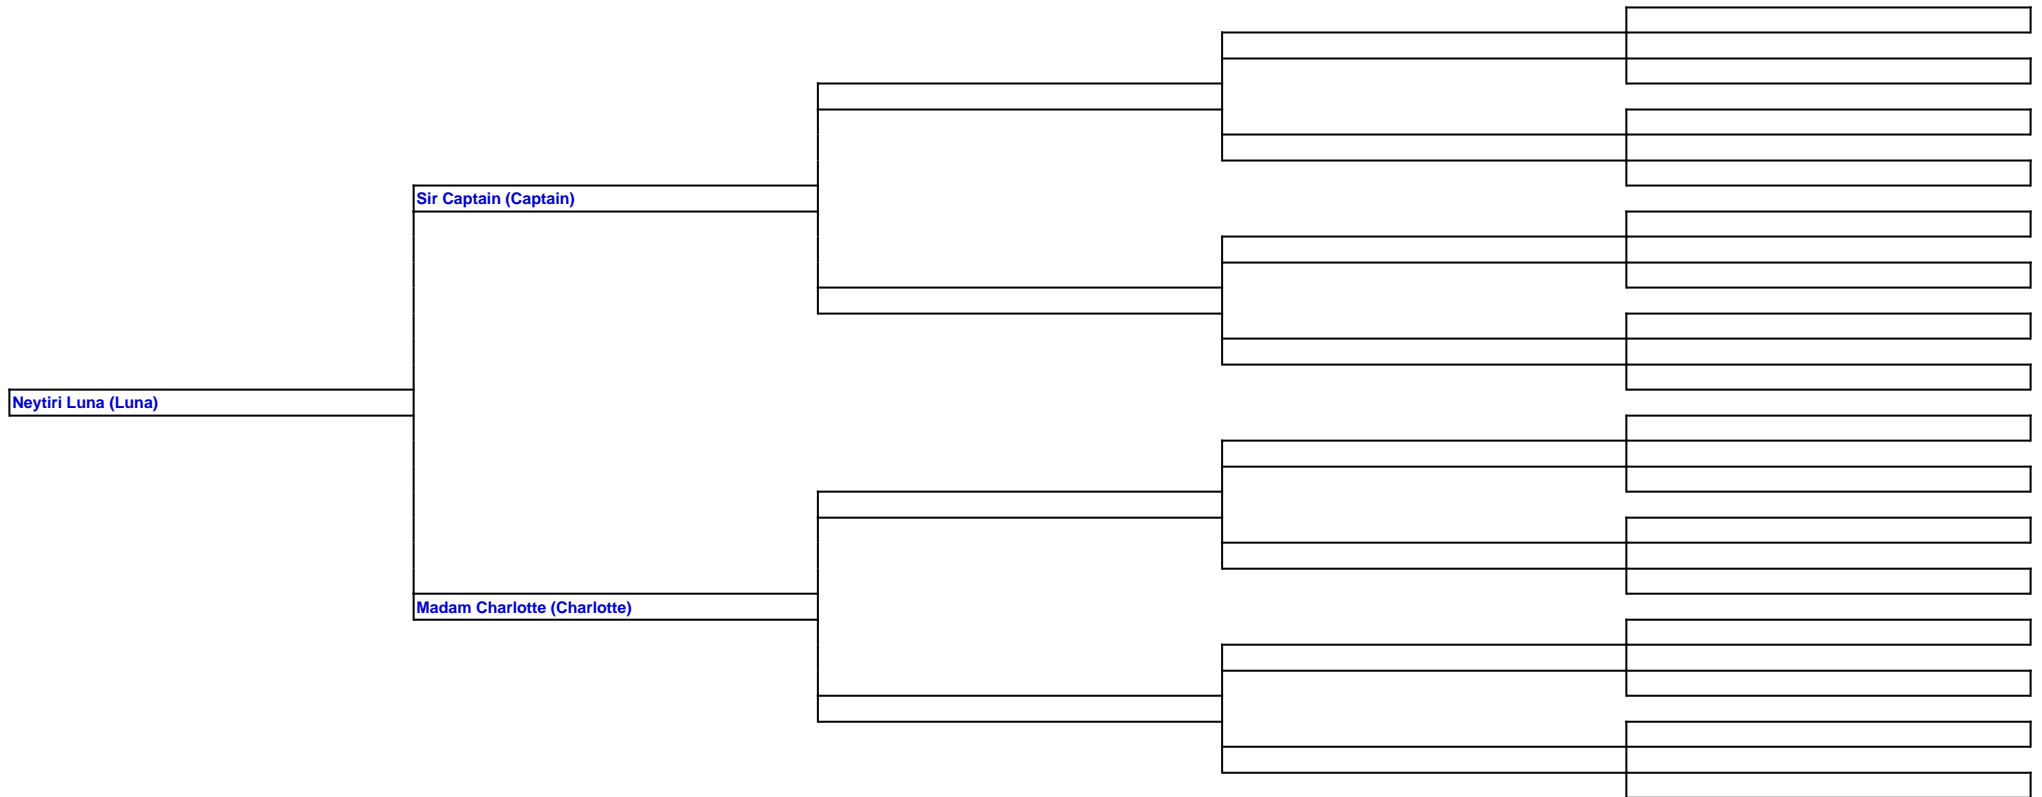 Sir Captain (Captain)
Neytiri Luna (Luna)
Madam Charlotte (Charlotte)